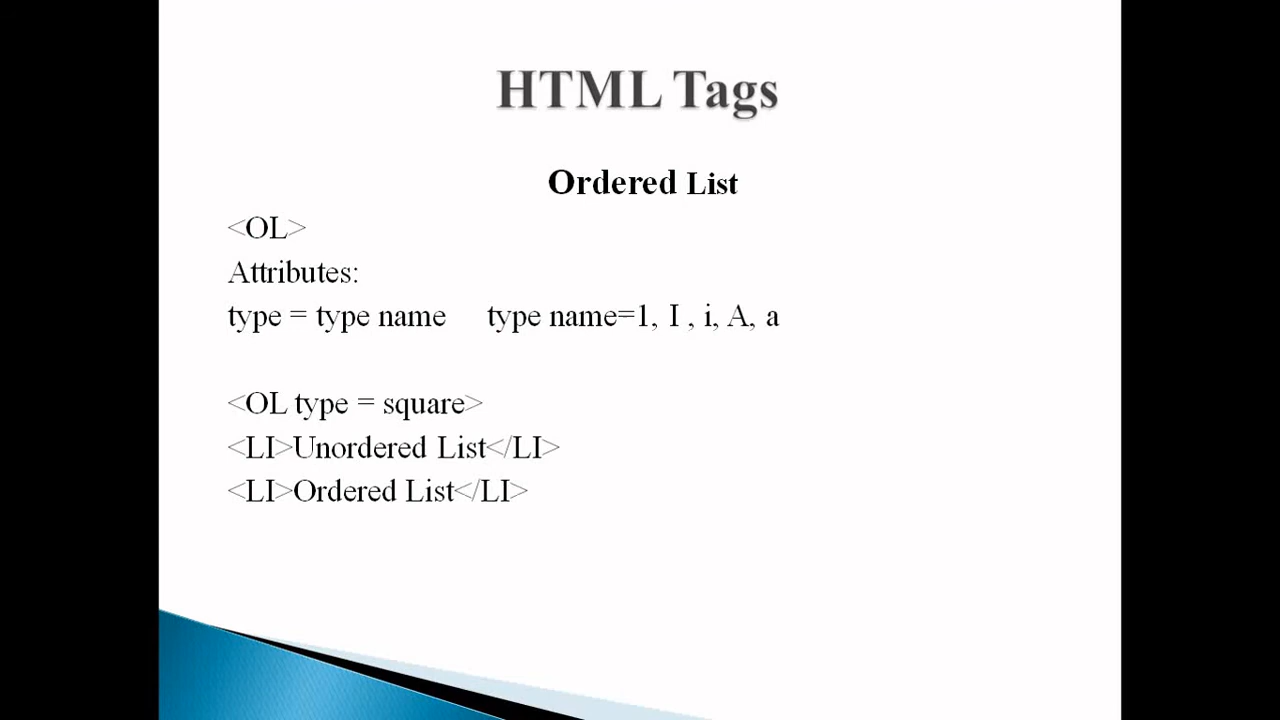 HTML Tags
Ordered List
<OL>
Attributes:
type = type name type name=1, I , i, A, a
<OL type = square>
<LI>Unordered List</LI>
<LI>Ordered List</LI>